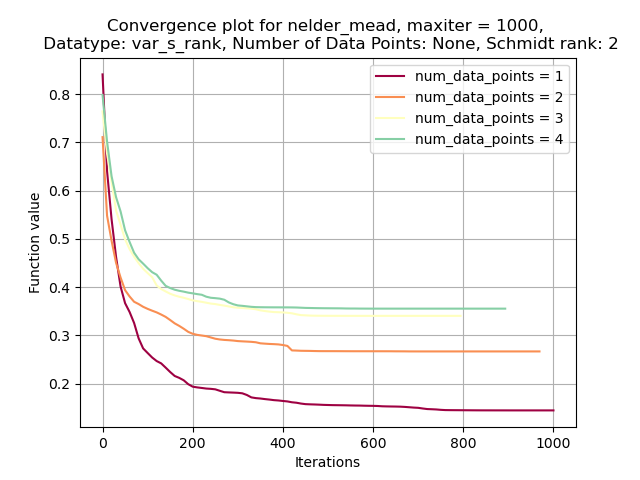 Convergence plot for nelder_mead, maxiter = 1000,
Datatype: var_s_rank, Number of Data Points: None, Schmidt rank: 2
num_data_points = 1
num_data_points = 2
num_data_points = 3
num_data_points = 4
Function value
0.8
0.7
0.6
0.5
0.4
0.3
0.2
0 200 400 600 800 1000
Iterations